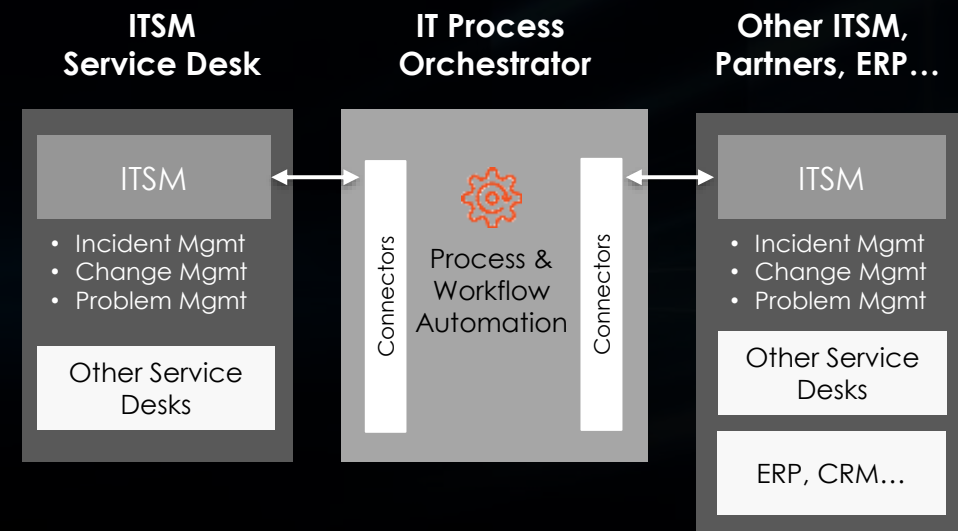 ITSM
Service Desk
IT Process
Orchestrator
Other ITSM,
Partners, ERP…
ITSM
• Incident Mgmt
• Change Mgmt
• Problem Mgmt
Other Service
Desks
Connectors
Process &
Workflow
Automation
Connectors
ITSM
• Incident Mgmt
• Change Mgmt
• Problem Mgmt
Other Service
Desks
ERP, CRM…